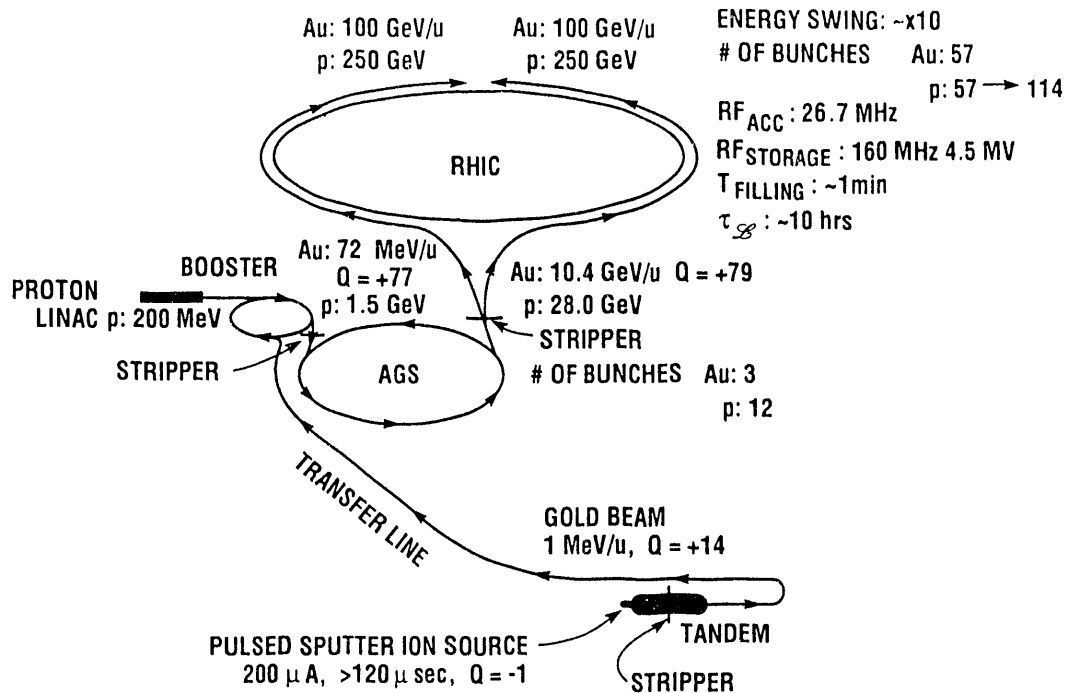 Au: 100 GeV/u
p: 250 GeV
Au: 100 GeV/u
p: 250 GeV
ENERGY SWING: ~x10
# OF BUNCHES Au: 57
p: 57 → 114
RF_ACC : 26.7 MHz
RF_STORAGE : 160 MHz 4.5 MV
T_FILLING : ~1min
τ_ℒ : ~10 hrs
RHIC
BOOSTER
PROTON
LINAC p: 200 MeV
Au: 72 MeV/u
Q = +77
p: 1.5 GeV
Au: 10.4 GeV/u Q = +79
p: 28.0 GeV
STRIPPER
STRIPPER
AGS
# OF BUNCHES Au: 3
p: 12
TRANSFER LINE
GOLD BEAM
1 MeV/u, Q = +14
TANDEM
PULSED SPUTTER ION SOURCE
200 μ A, >120 μ sec, Q = -1
STRIPPER